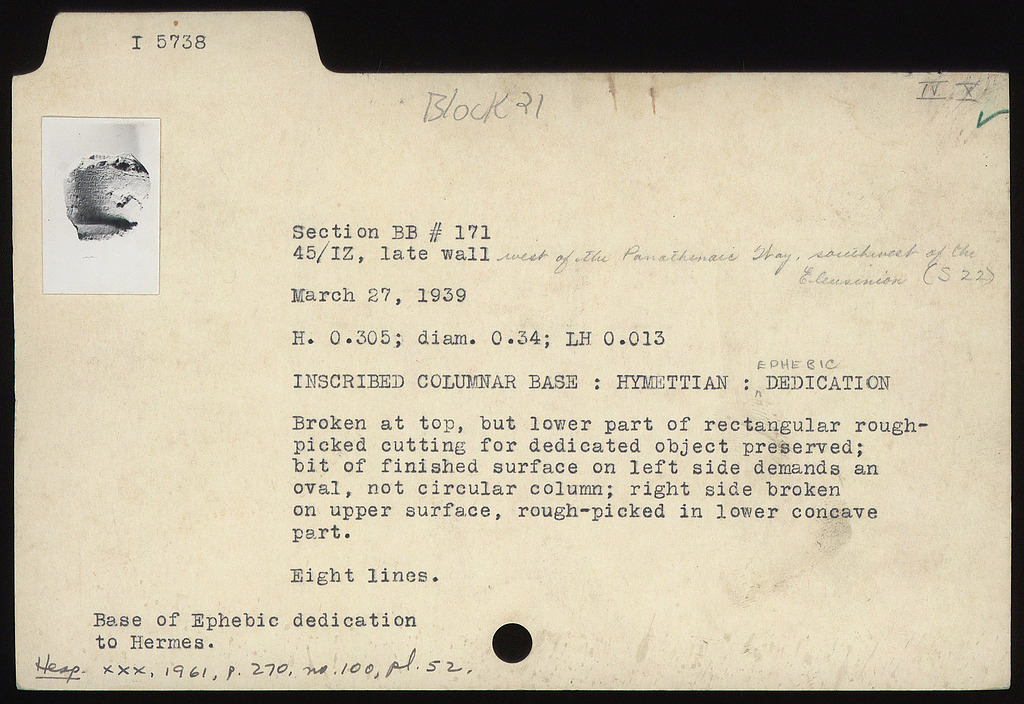 I 5738
Block 21
IV X
Section BB # 171
45/IZ, late wall west of the Panathenaic Way, southwest of the
Eleusinion (S 22)
March 27, 1939
H. 0.305; diam. 0.34; LH 0.013
EPHEBIC
INSCRIBED COLUMNAR BASE : HYMETTIAN : ^DEDICATION
Broken at top, but lower part of rectangular rough-
picked cutting for dedicated object preserved;
bit of finished surface on left side demands an
oval, not circular column; right side broken
on upper surface, rough-picked in lower concave
part.
Eight lines.
Base of Ephebic dedication
to Hermes.
Hesp. XXX, 1961, p. 270, no. 100, pl. 52.